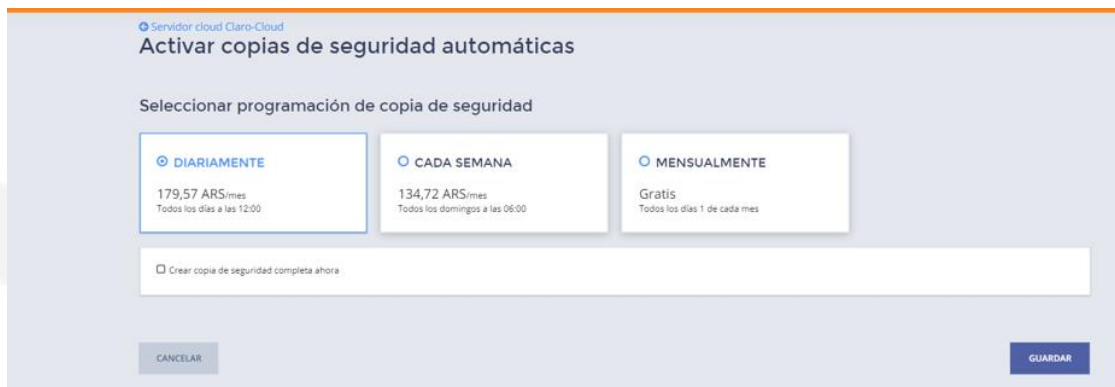 Servidor cloud Claro-Cloud
Activar copias de seguridad automáticas
Seleccionar programación de copia de seguridad
DIARIAMENTE
179,57 ARS/mes
Todos los días a las 12:00
CADA SEMANA
134,72 ARS/mes
Todos los domingos a las 06:00
MENSUALMENTE
Gratis
Todos los días 1 de cada mes
Crear copia de seguridad completa ahora
CANCELAR
GUARDAR